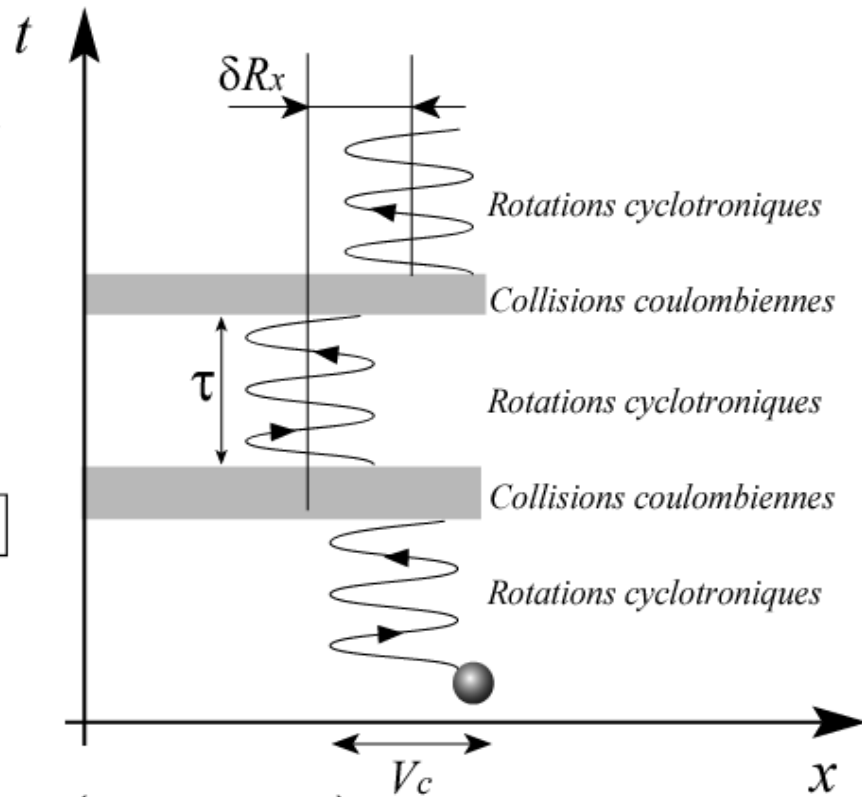 t
δRx
Rotations cyclotroniques
Collisions coulombiennes
τ
Rotations cyclotroniques
Collisions coulombiennes
Rotations cyclotroniques
Vc
x